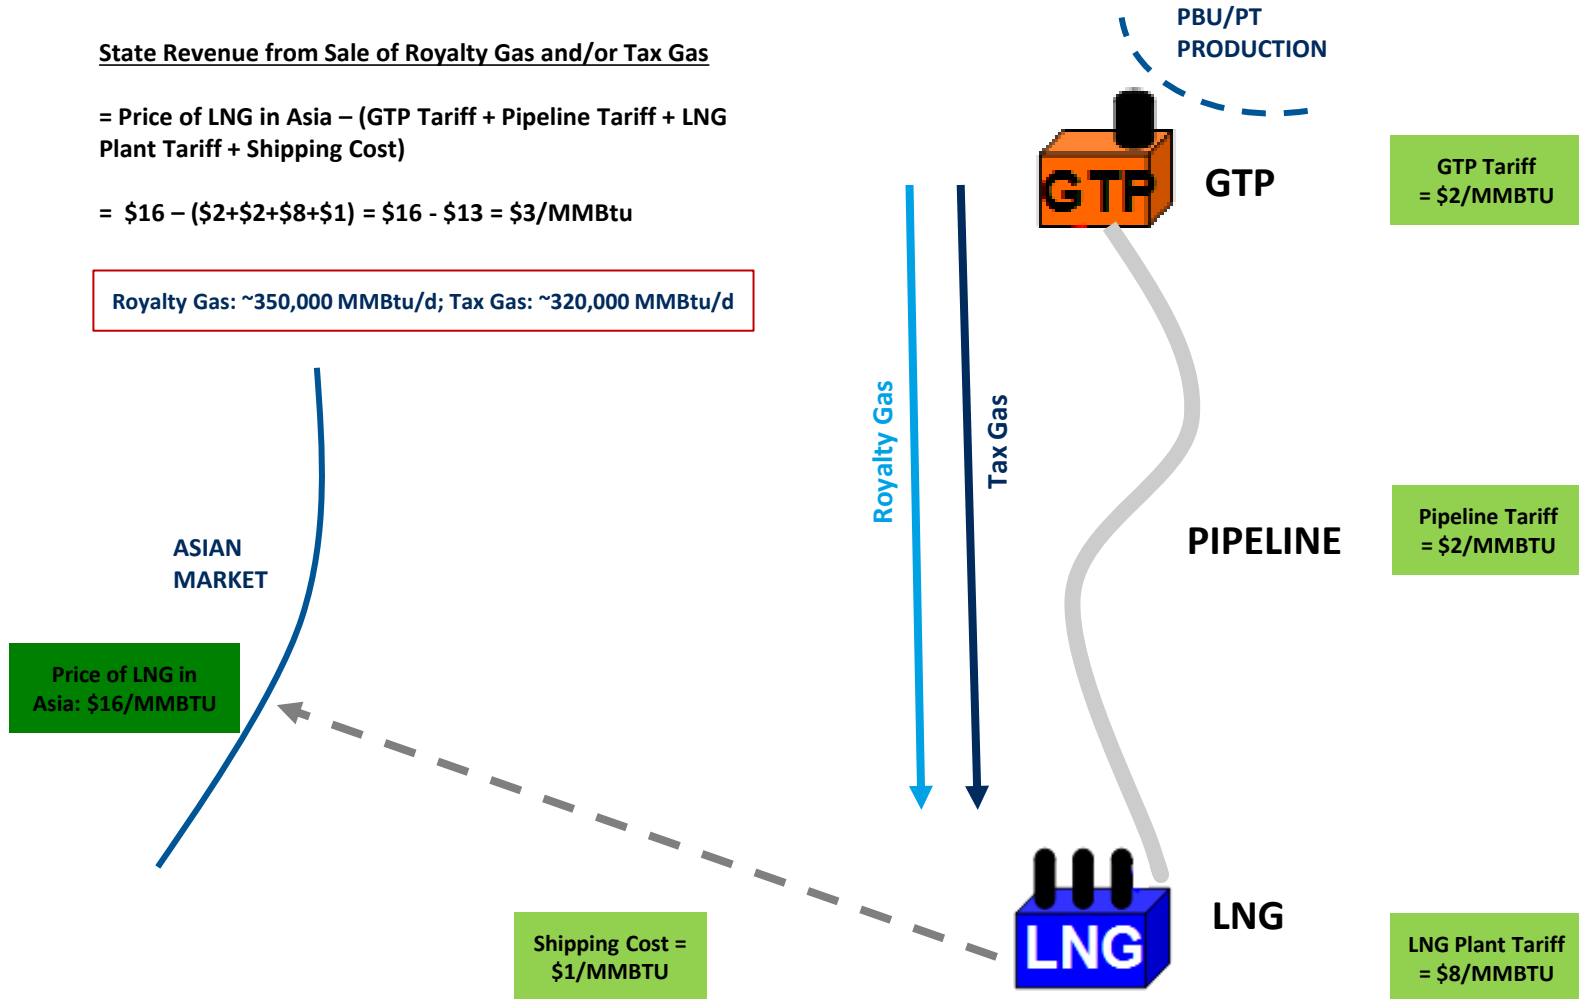 State Revenue from Sale of Royalty Gas and/or Tax Gas
= Price of LNG in Asia – (GTP Tariff + Pipeline Tariff + LNG
Plant Tariff + Shipping Cost)
= $16 – ($2+$2+$8+$1) = $16 - $13 = $3/MMBtu
Royalty Gas: ~350,000 MMBtu/d; Tax Gas: ~320,000 MMBtu/d
PBU/PT
PRODUCTION
GTP
GTP
GTP Tariff
= $2/MMBTU
Royalty Gas
Tax Gas
PIPELINE
Pipeline Tariff
= $2/MMBTU
ASIAN
MARKET
Price of LNG in
Asia: $16/MMBTU
Shipping Cost =
$1/MMBTU
LNG
LNG
LNG Plant Tariff
= $8/MMBTU